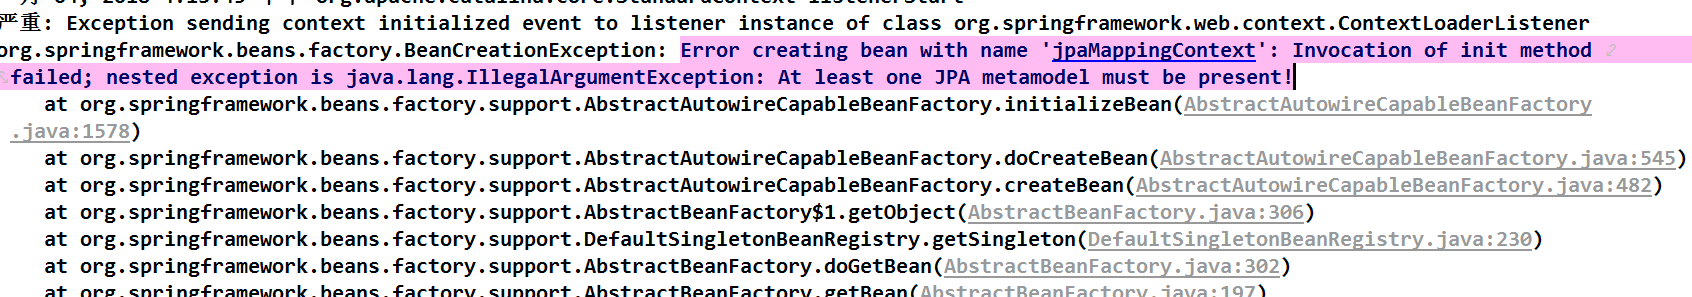 04, 2018 4:15:49 org.apache.catalina.core.StandardContext listenerStart
严重: Exception sending context initialized event to listener instance of class org.springframework.web.context.ContextLoaderListener
org.springframework.beans.factory.BeanCreationException: Error creating bean with name 'jpaMappingContext': Invocation of init method
failed; nested exception is java.lang.IllegalArgumentException: At least one JPA metamodel must be present!
at org.springframework.beans.factory.support.AbstractAutowireCapableBeanFactory.initializeBean(AbstractAutowireCapableBeanFactory
.java:1578)
at org.springframework.beans.factory.support.AbstractAutowireCapableBeanFactory.doCreateBean(AbstractAutowireCapableBeanFactory.java:545)
at org.springframework.beans.factory.support.AbstractAutowireCapableBeanFactory.createBean(AbstractAutowireCapableBeanFactory.java:482)
at org.springframework.beans.factory.support.AbstractBeanFactory$1.getObject(AbstractBeanFactory.java:306)
at org.springframework.beans.factory.support.DefaultSingletonBeanRegistry.getSingleton(DefaultSingletonBeanRegistry.java:230)
at org.springframework.beans.factory.support.AbstractBeanFactory.doGetBean(AbstractBeanFactory.java:302)
at org.springframework.beans.factory.support.AbstractBeanFactory.getBean(AbstractBeanFactory.java:197)